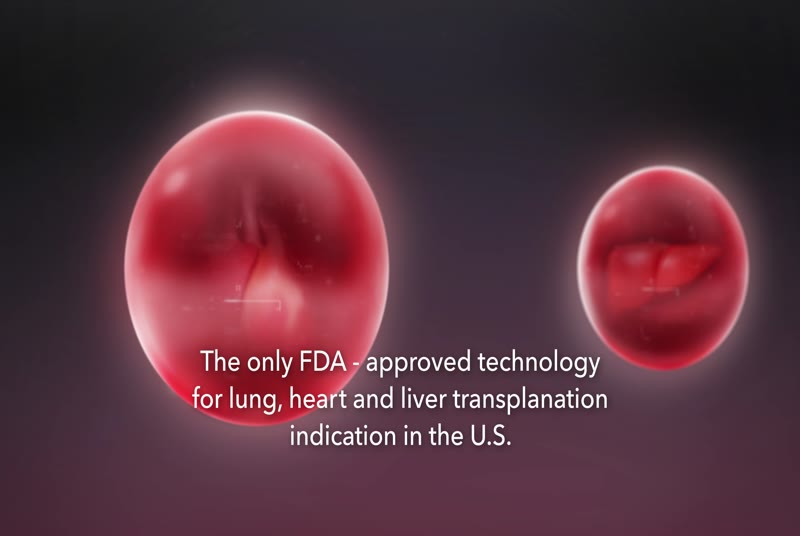 The only FDA - approved technology
for lung, heart and liver transplanation
indication in the U.S.